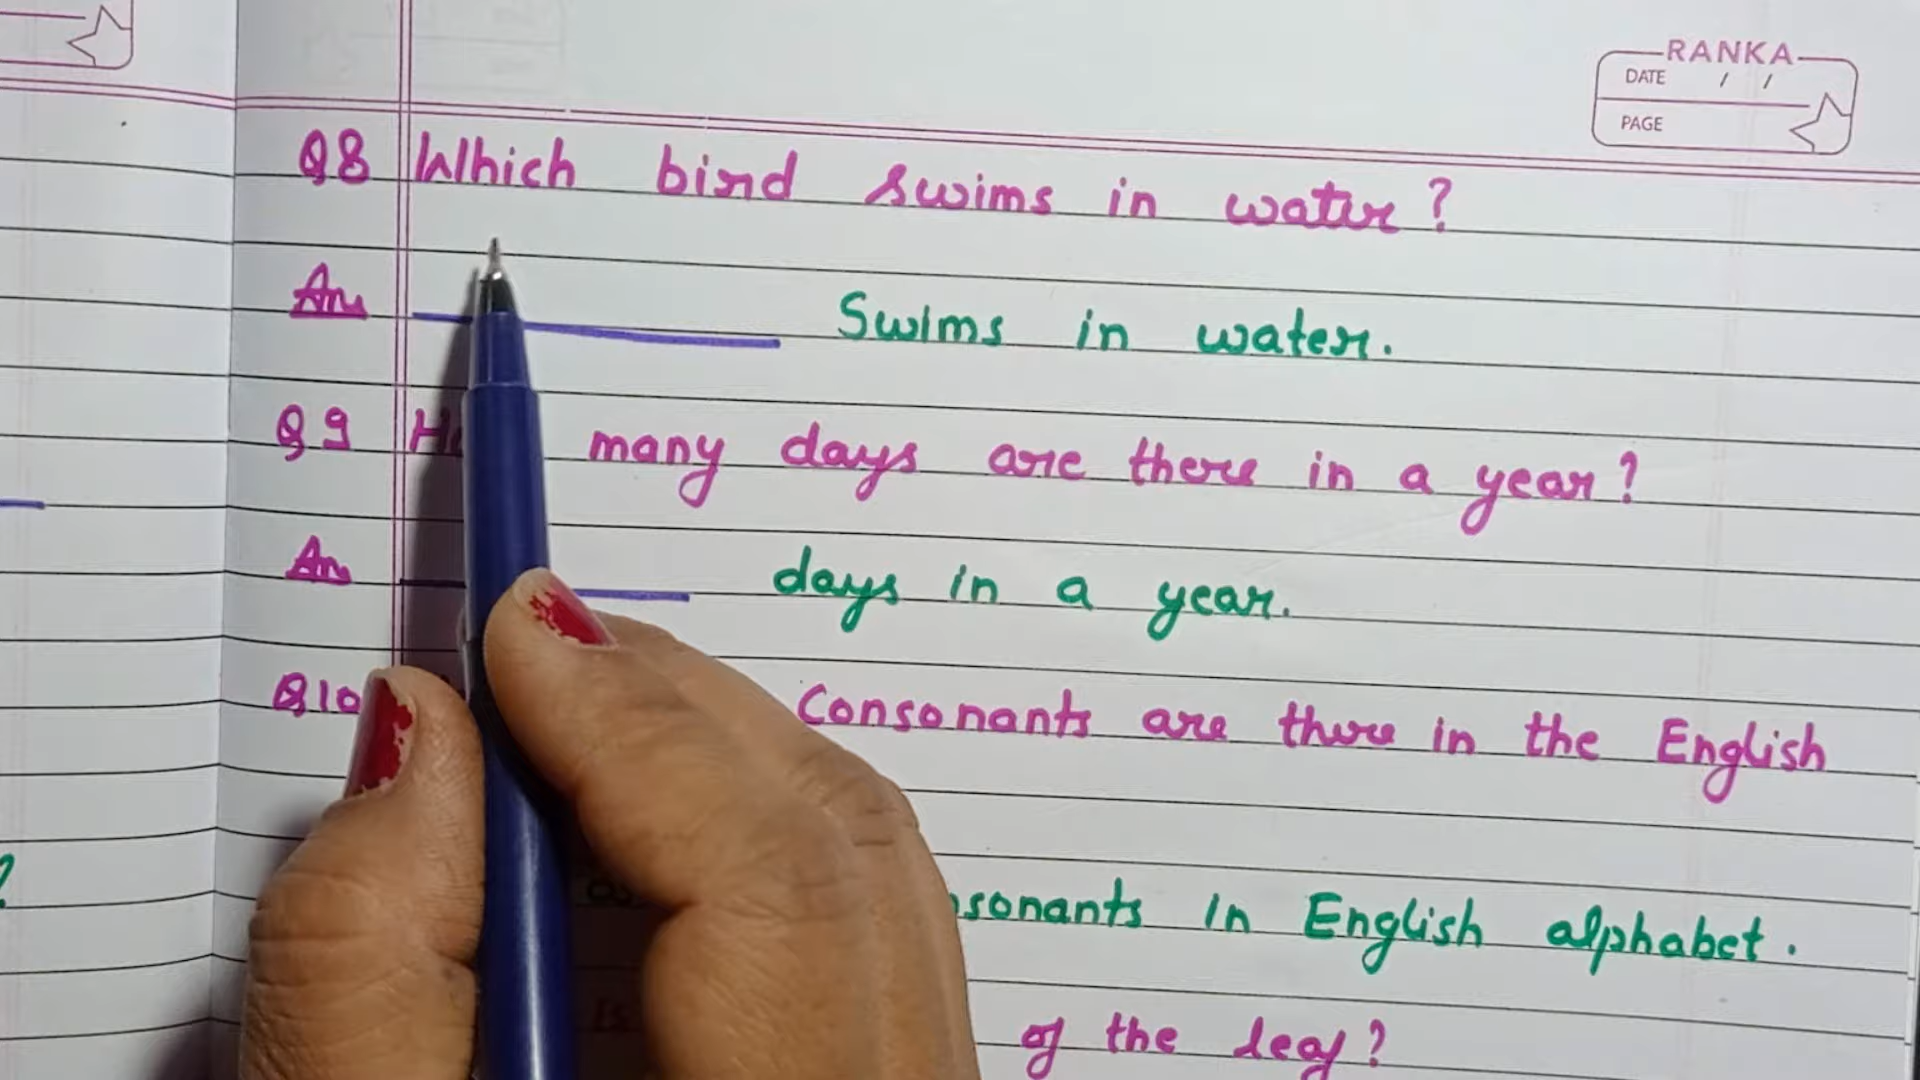 RANKA
DATE / /
PAGE
Q8 Which bird swims in water?
An Swims in water.
Q9 many days are there in a year?
An days in a year.
Q10 Consonants are there in the English
in English alphabet.
of the leaf?